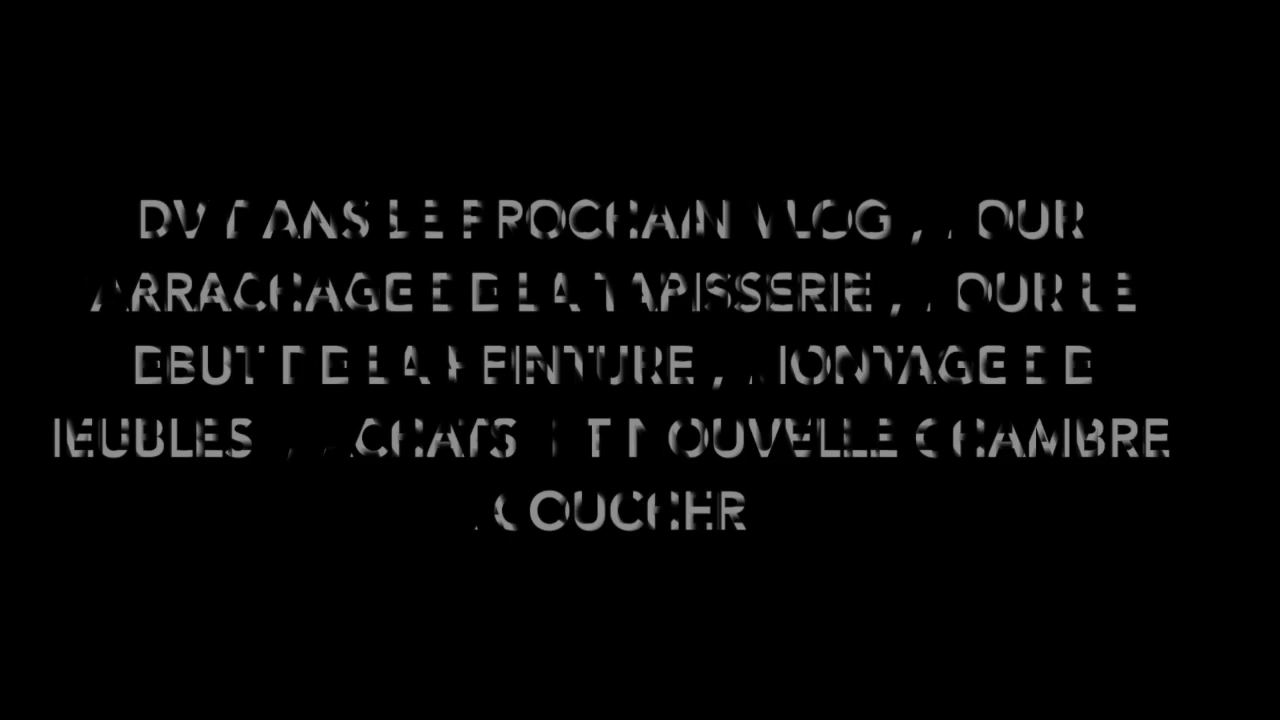 RDV DANS LE PROCHAIN VLOG , POUR
ARRACHAGE DE LA TAPISSERIE , POUR LE
DEBUT DE LA PEINTURE , MONTAGE DE
MEUBLES , ACHATS ET NOUVELLE CHAMBRE
A COUCHER